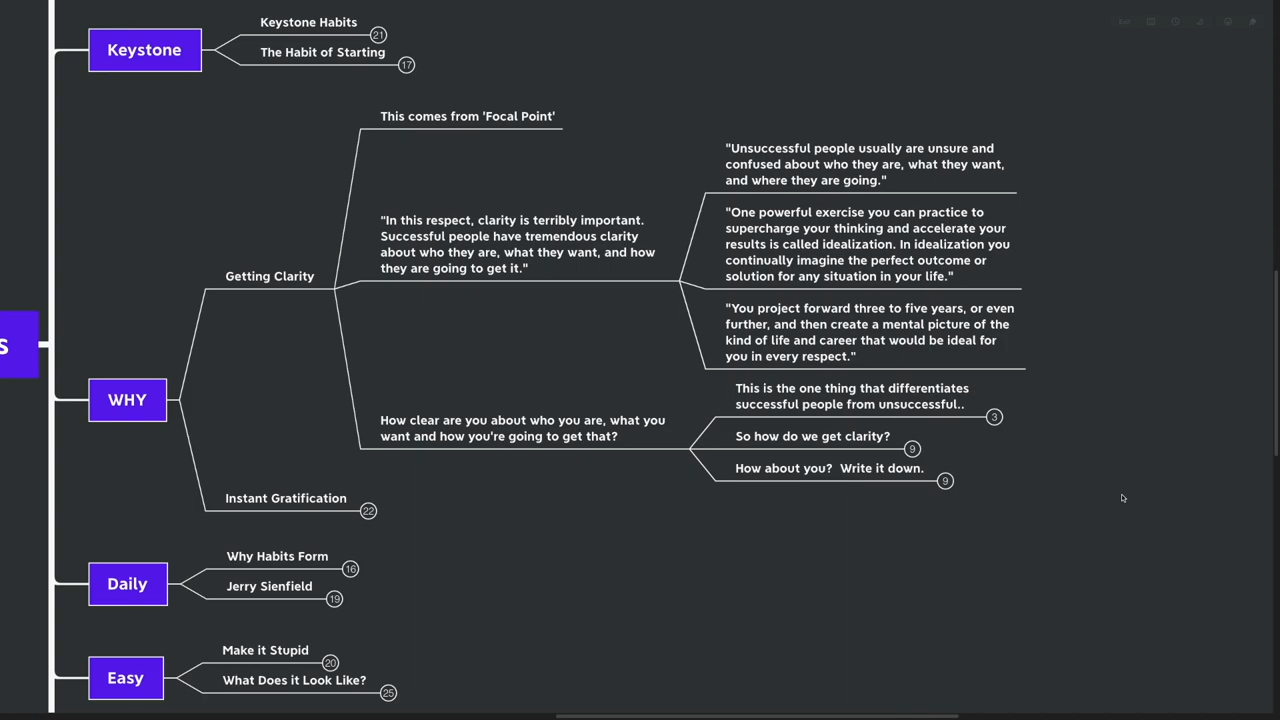 Keystone
Keystone Habits
21
The Habit of Starting
17
s
WHY
Getting Clarity
This comes from 'Focal Point'
"In this respect, clarity is terribly important.
Successful people have tremendous clarity
about who they are, what they want, and how
they are going to get it."
"Unsuccessful people usually are unsure and
confused about who they are, what they want,
and where they are going."
"One powerful exercise you can practice to
supercharge your thinking and accelerate your
results is called idealization. In idealization you
continually imagine the perfect outcome or
solution for any situation in your life."
"You project forward three to five years, or even
further, and then create a mental picture of the
kind of life and career that would be ideal for
you in every respect."
How clear are you about who you are, what you
want and how you're going to get that?
This is the one thing that differentiates
successful people from unsuccessful..
3
So how do we get clarity?
9
How about you?  Write it down.
9
Instant Gratification
22
Daily
Why Habits Form
16
Jerry Sienfield
19
Easy
Make it Stupid
20
What Does it Look Like?
25